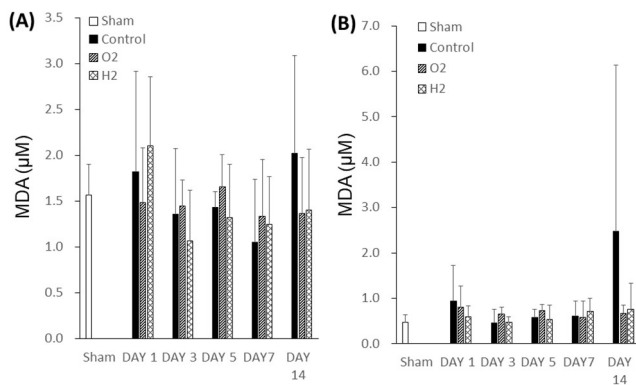 (A)
MDA (µM)
3.5
3.0
2.5
2.0
1.5
1.0
0.5
0.0
Sham
Control
O2
H2
Sham DAY 1 DAY 3 DAY 5 DAY7 DAY
14
(B)
MDA (µM)
7.0
6.0
5.0
4.0
3.0
2.0
1.0
0.0
Sham
Control
O2
H2
Sham DAY 1 DAY 3 DAY 5 DAY7 DAY
14